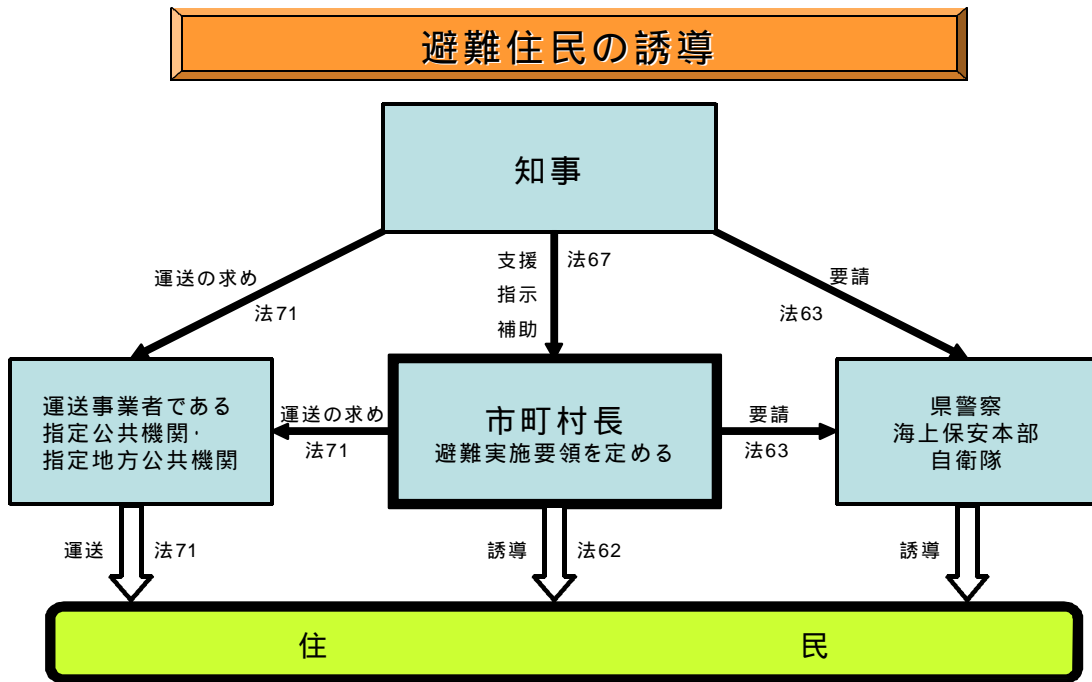 避難住民の誘導
知事
運送の求め
法71
支援
指示
補助
法67
要請
法63
運送事業者である
指定公共機関・
指定地方公共機関
運送の求め
法71
市町村長
避難実施要領を定める
要請
法63
県警察
海上保安本部
自衛隊
運送
法71
誘導
法62
誘導
住民